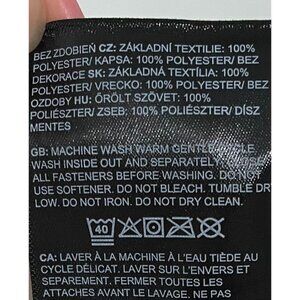 BEZ ZDOBIEŃ CZ: ZÁKLADNÍ TEXTILIE: 100%
POLYESTER/ KAPSA: 100% POLYESTER/ BEZ
DEKORACE SK: ZÁKLADNÁ TEXTÍLIA: 100%
POLYESTER/ VRECKO: 100% POLYESTER/ BEZ
OZDOBY HU: ŐRÖLT SZÖVET: 100%
POLIÉSZTER/ ZSEB: 100% POLIÉSZTER/ DÍSZ
MENTES
GB: MACHINE WASH WARM GENTLE CYCLE
WASH INSIDE OUT AND SEPARATELY. CLOSE ALL
FASTENERS BEFORE WASHING. DO NOT
USE SOFTENER. DO NOT BLEACH. TUMBLE DRY
LOW. DO NOT IRON. DO NOT DRY CLEAN.
40
CA: LAVER À LA MACHINE À L'EAU TIÈDE AU
CYCLE DÉLICAT. LAVER SUR L'ENVERS ET
SÉPAREMENT. FERMER TOUTES LES
ATTACHES AVANT LE LAVAGE. NE PAS